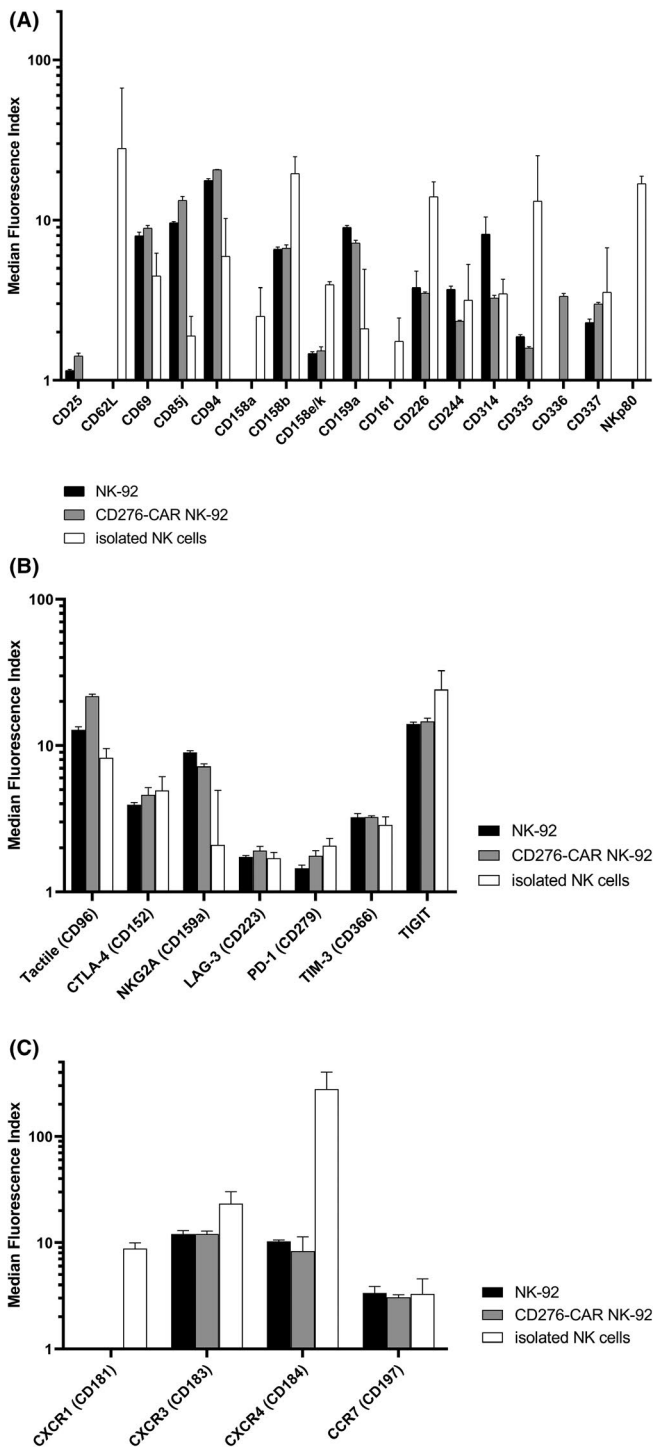 (A)
Median Fluorescence Index
100
10
1
CD25
CD62L
CD69
CD85j
CD94
CD158a
CD158b
CD158e/k
CD159a
CD161
CD226
CD244
CD314
CD335
CD336
CD337
NKp80
NK-92
CD276-CAR NK-92
isolated NK cells
(B)
Median Fluorescence Index
100
10
1
Tactile (CD96)
CTLA-4 (CD152)
NKG2A (CD159a)
LAG-3 (CD223)
PD-1 (CD279)
TIM-3 (CD366)
TIGIT
NK-92
CD276-CAR NK-92
isolated NK cells
(C)
Median Fluorescence Index
100
10
1
CXCR1 (CD181)
CXCR3 (CD183)
CXCR4 (CD184)
CCR7 (CD197)
NK-92
CD276-CAR NK-92
isolated NK cells